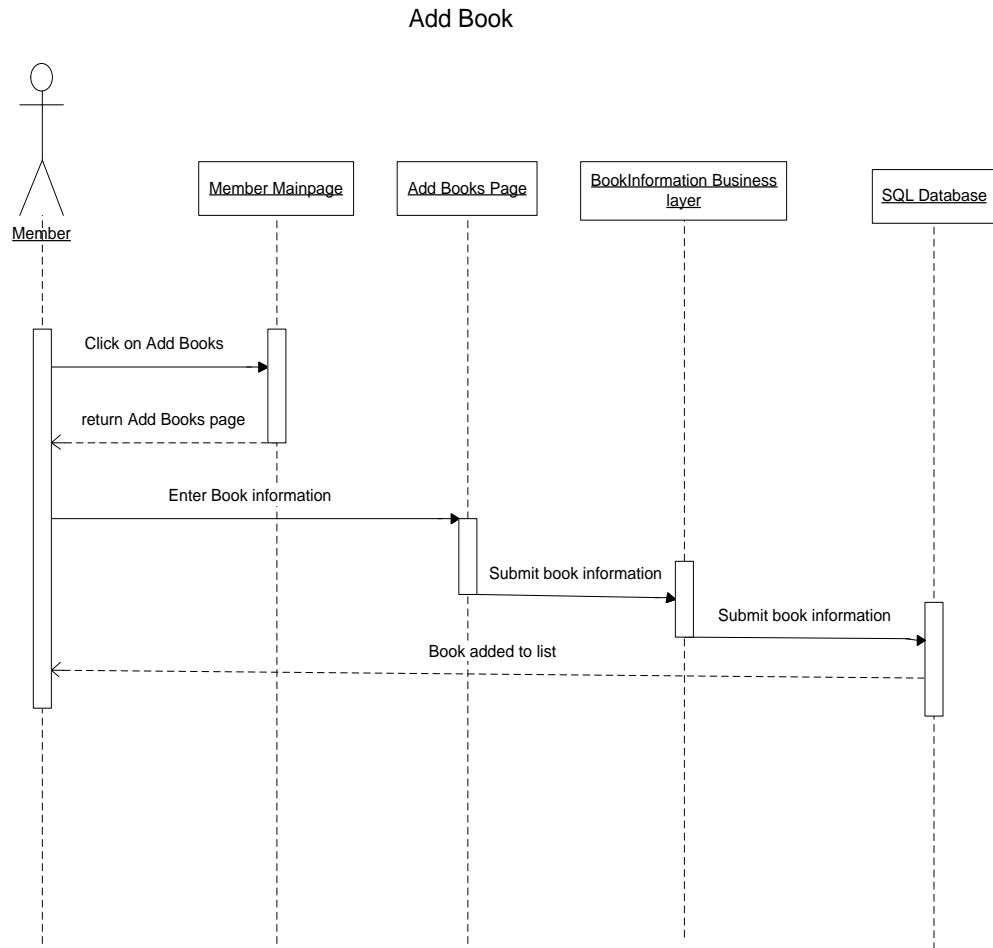 Add Book
Member Mainpage
Add Books Page
BookInformation Business
layer
SQL Database
Member
Click on Add Books
return Add Books page
Enter Book information
Submit book information
Submit book information
Book added to list